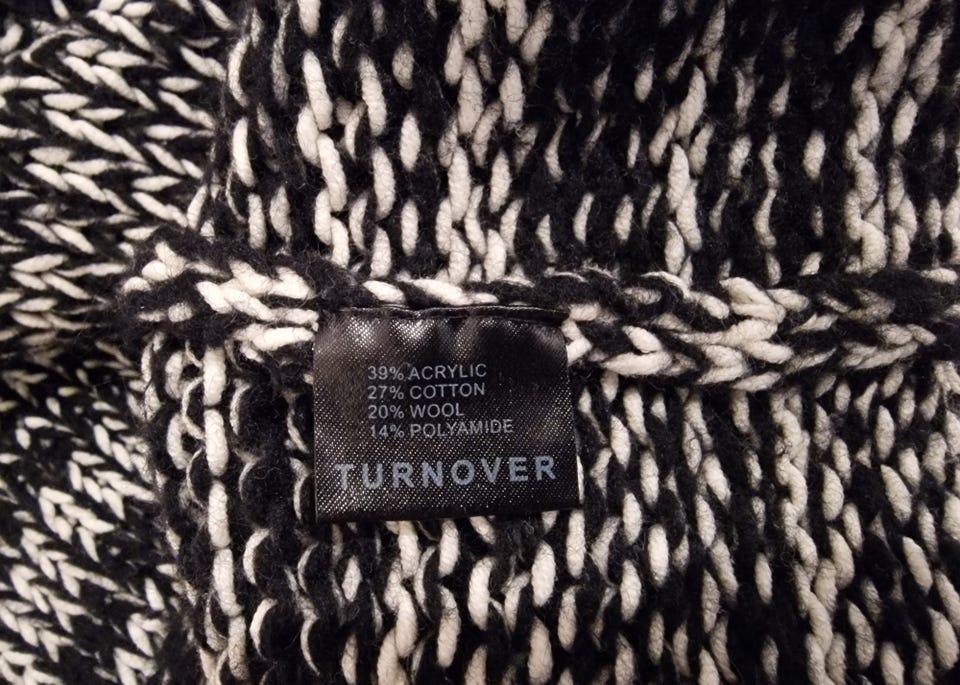 39% ACRYLIC
27% COTTON
20% WOOL
14% POLYAMIDE
TURNOVER